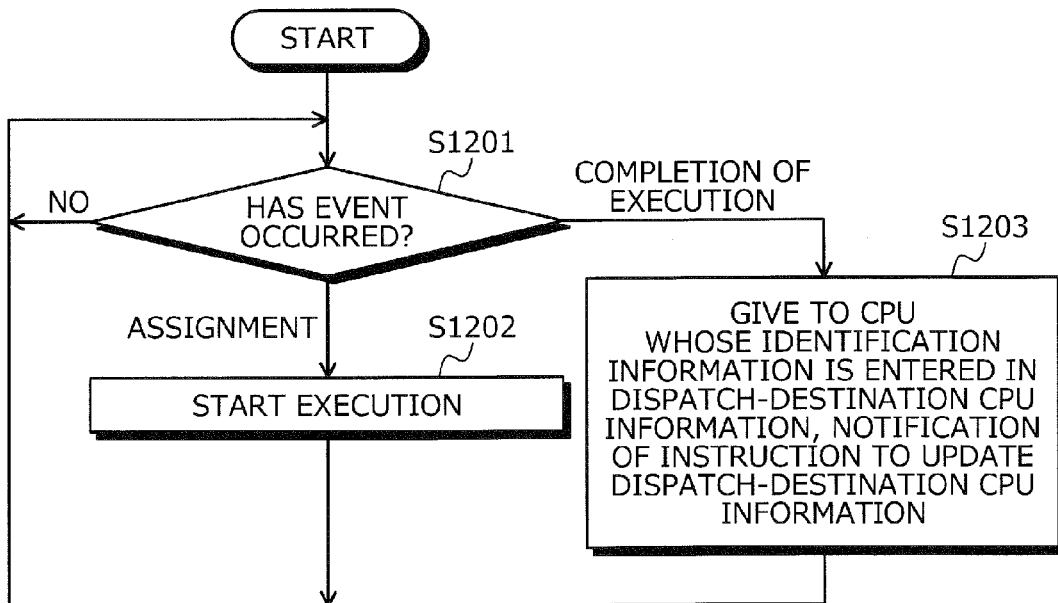 START
S1201
HAS EVENT
OCCURRED?
NO
COMPLETION OF
EXECUTION
S1203
GIVE TO CPU
WHOSE IDENTIFICATION
INFORMATION IS ENTERED IN
DISPATCH-DESTINATION CPU
INFORMATION, NOTIFICATION
OF INSTRUCTION TO UPDATE
DISPATCH-DESTINATION CPU
INFORMATION
ASSIGNMENT
S1202
START EXECUTION